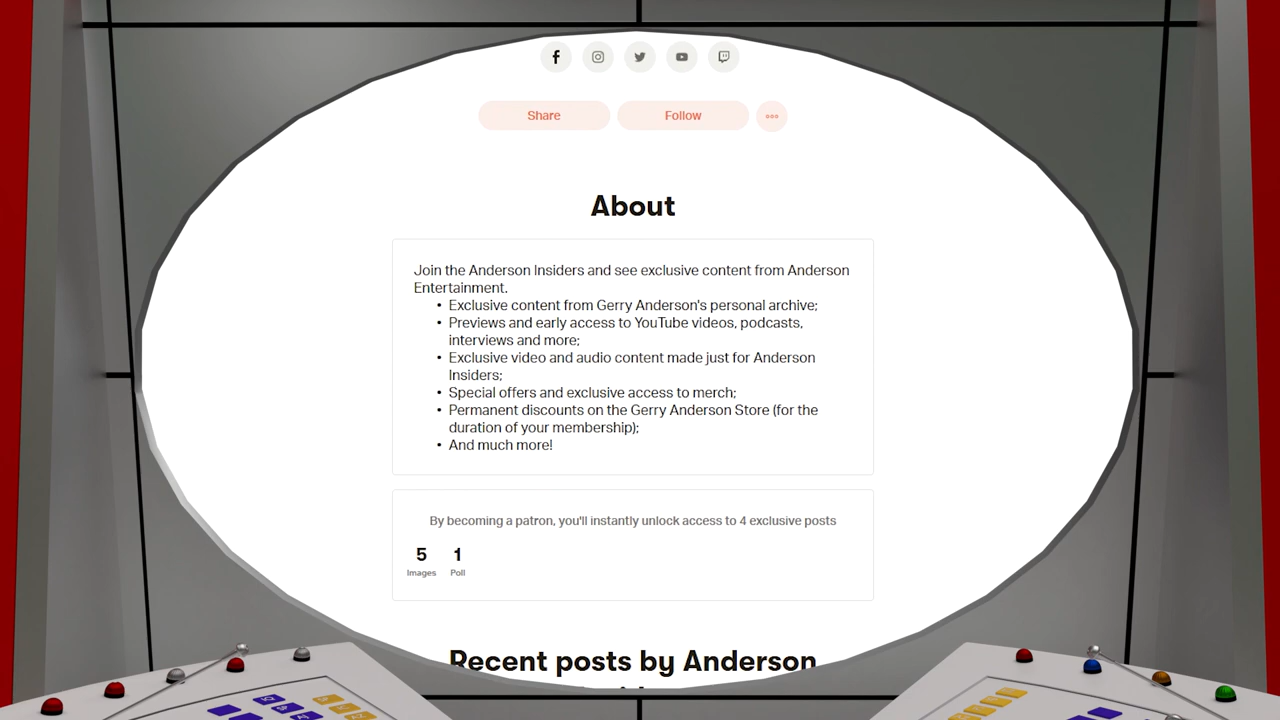 Share Follow
About
Join the Anderson Insiders and see exclusive content from Anderson
Entertainment.
• Exclusive content from Gerry Anderson's personal archive;
• Previews and early access to YouTube videos, podcasts,
interviews and more;
• Exclusive video and audio content made just for Anderson
Insiders;
• Special offers and exclusive access to merch;
• Permanent discounts on the Gerry Anderson Store (for the
duration of your membership);
• And much more!
By becoming a patron, you'll instantly unlock access to 4 exclusive posts
5 1
Images Poll
Recent posts by Anderson